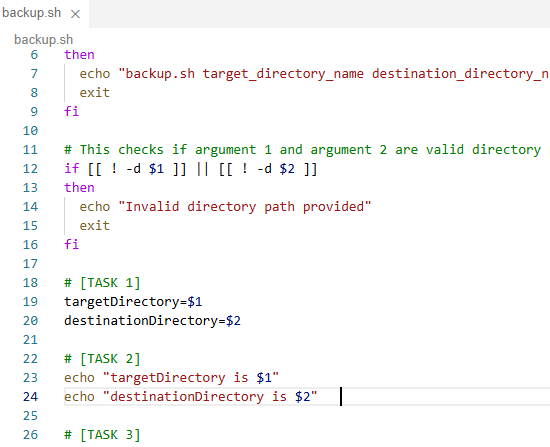 backup.sh ×
backup.sh
6 then
7 echo "backup.sh target_directory_name destination_directory_n
8 exit
9 fi
10
11 # This checks if argument 1 and argument 2 are valid directory
12 if [[ ! -d $1 ]] || [[ ! -d $2 ]]
13 then
14 echo "Invalid directory path provided"
15 exit
16 fi
17
18 # [TASK 1]
19 targetDirectory=$1
20 destinationDirectory=$2
21
22 # [TASK 2]
23 echo "targetDirectory is $1"
24 echo "destinationDirectory is $2"
25
26 # [TASK 3]